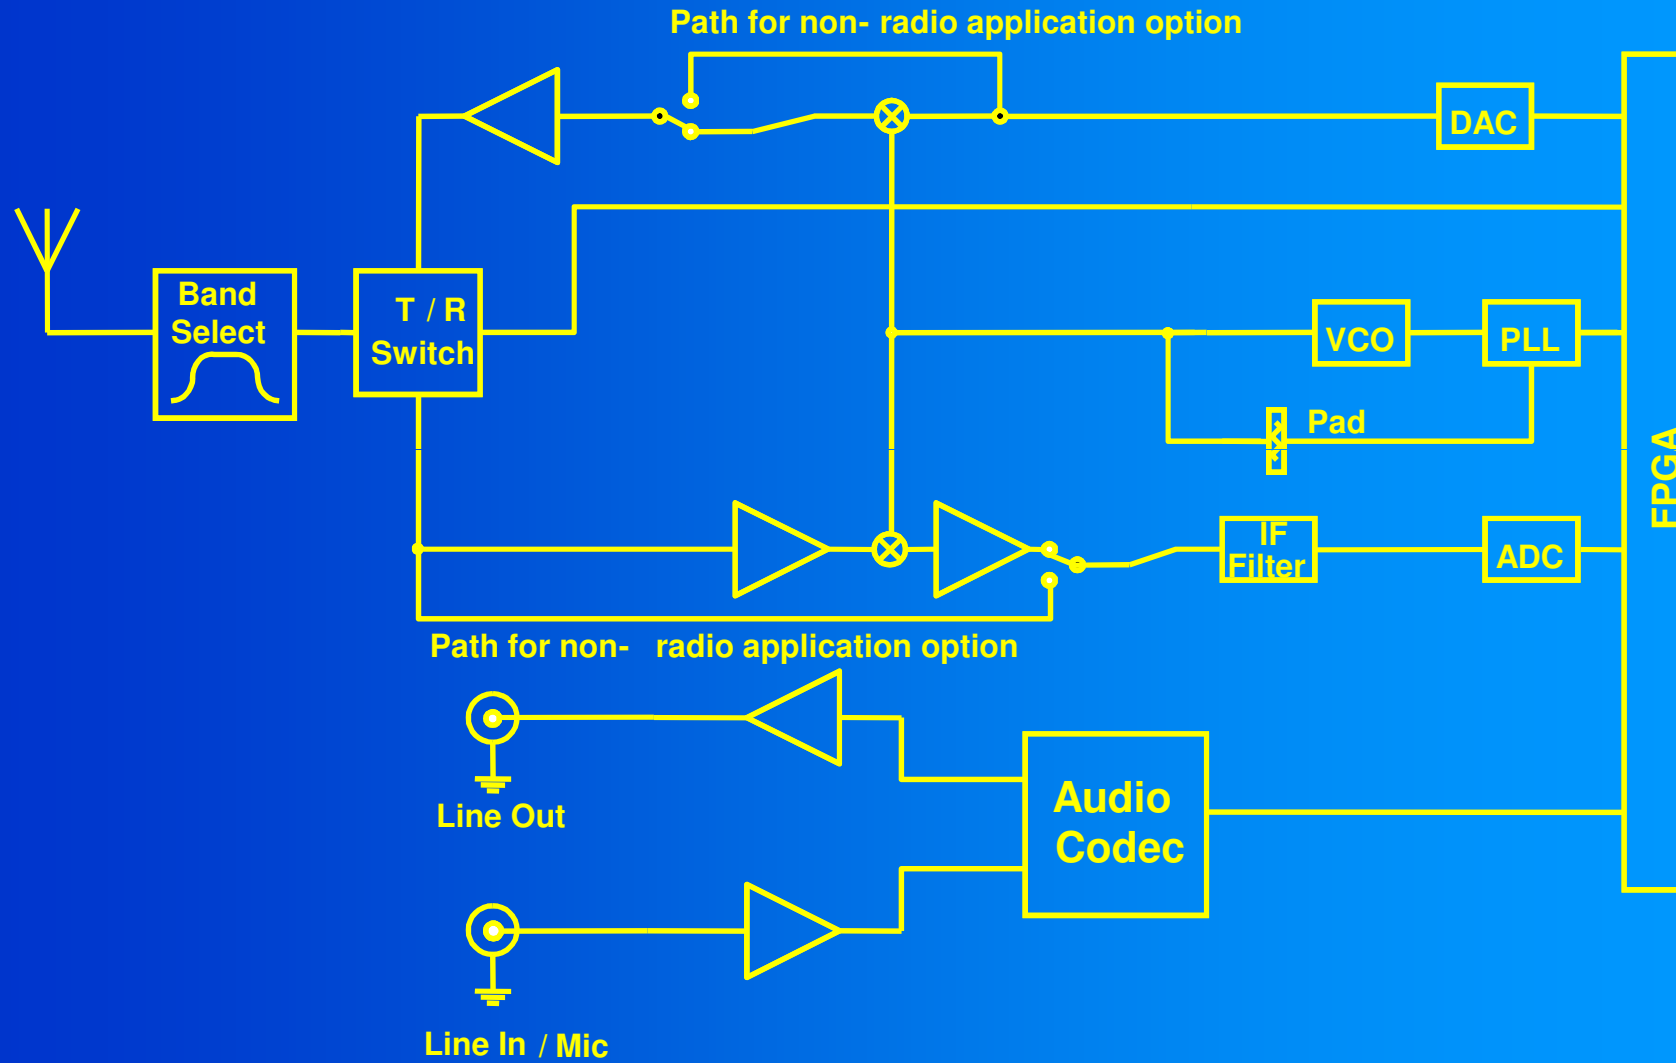 Path for non- radio application option
DAC
Band
Select
T / R
Switch
VCO
PLL
Pad
FPGA
IF
Filter
ADC
Path for non- radio application option
Line Out
Audio
Codec
Line In / Mic